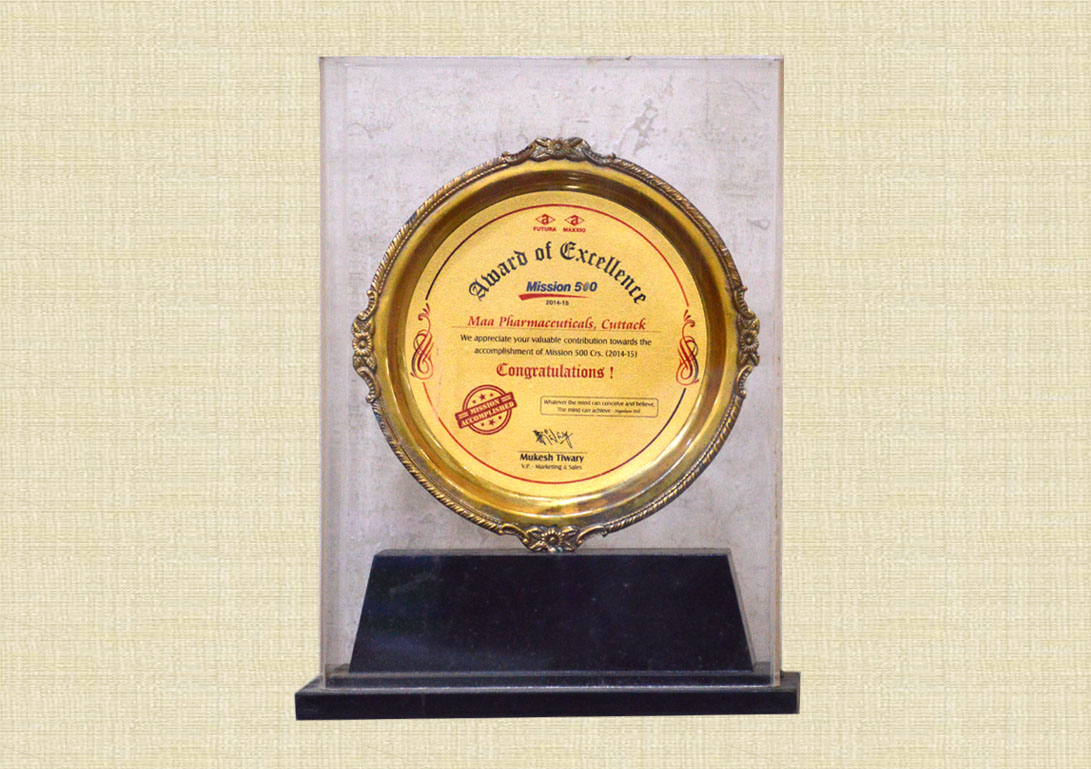 a a
FUTURA MAXXIO
Award of Excellence
Mission 500
2014-15
Maa Pharmaceuticals, Cuttack
We appreciate your valuable contribution towards the
accomplishment of Mission 500 Crs. (2014-15)
Congratulations !
MISSION
ACCOMPLISHED
Whatever the mind can conceive and believe,
The mind can achieve - Napoleon Hill
Mukesh Tiwary
V.P. - Marketing & Sales